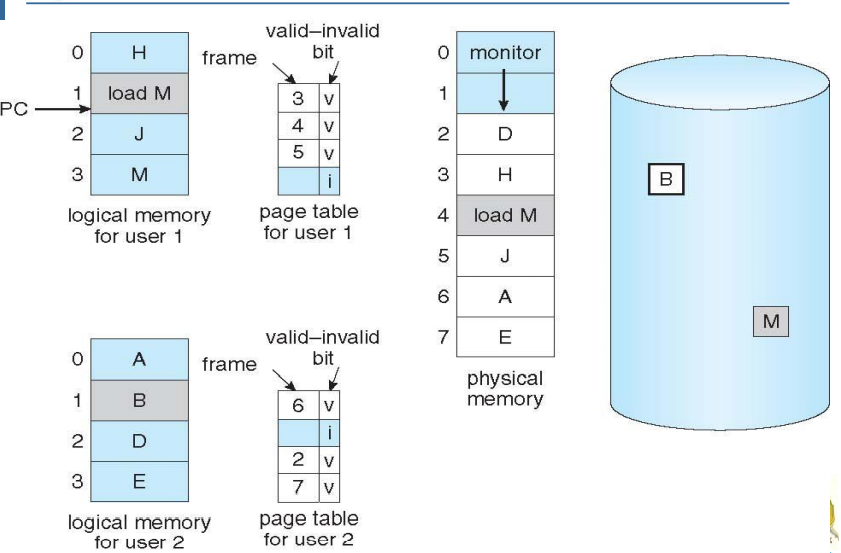 0 H
1 load M
2 J
3 M
PC
logical memory
for user 1
frame
valid–invalid
bit
3 v
4 v
5 v
i
page table
for user 1
0 monitor
1
2 D
3 H
4 load M
5 J
6 A
7 E
physical
memory
B
M
0 A
1 B
2 D
3 E
logical memory
for user 2
frame
valid–invalid
bit
6 v
i
2 v
7 v
page table
for user 2